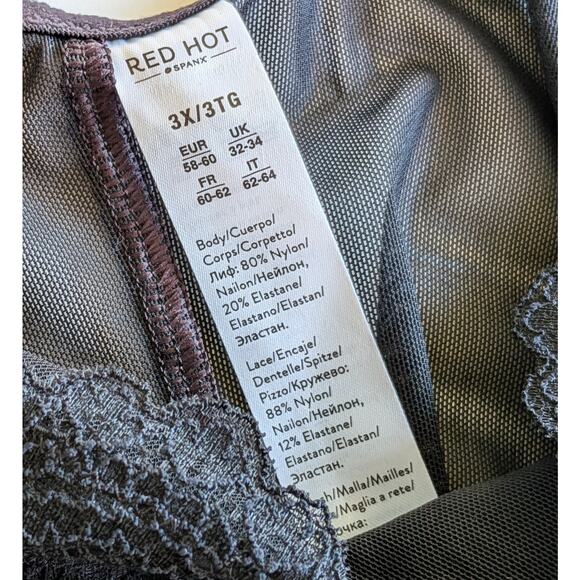 RED HOT
SPANX®
3X/3TG
EUR UK
58-60 32-34
FR IT
60-62 62-64
Body/Cuerpo/
Corps/Corpetto/
Лиф: 80% Nylon/
Nailon/Нейлон,
20% Elastane/
Elastano/Elastan/
Эластан.
Lace/Encaje/
Dentelle/Spitze/
Pizzo/Кружево:
88% Nylon/
Nailon/Нейлон,
12% Elastane/
Elastano/Elastan/
Эластан.
/Malla/Mailles/
/Maglia a rete/